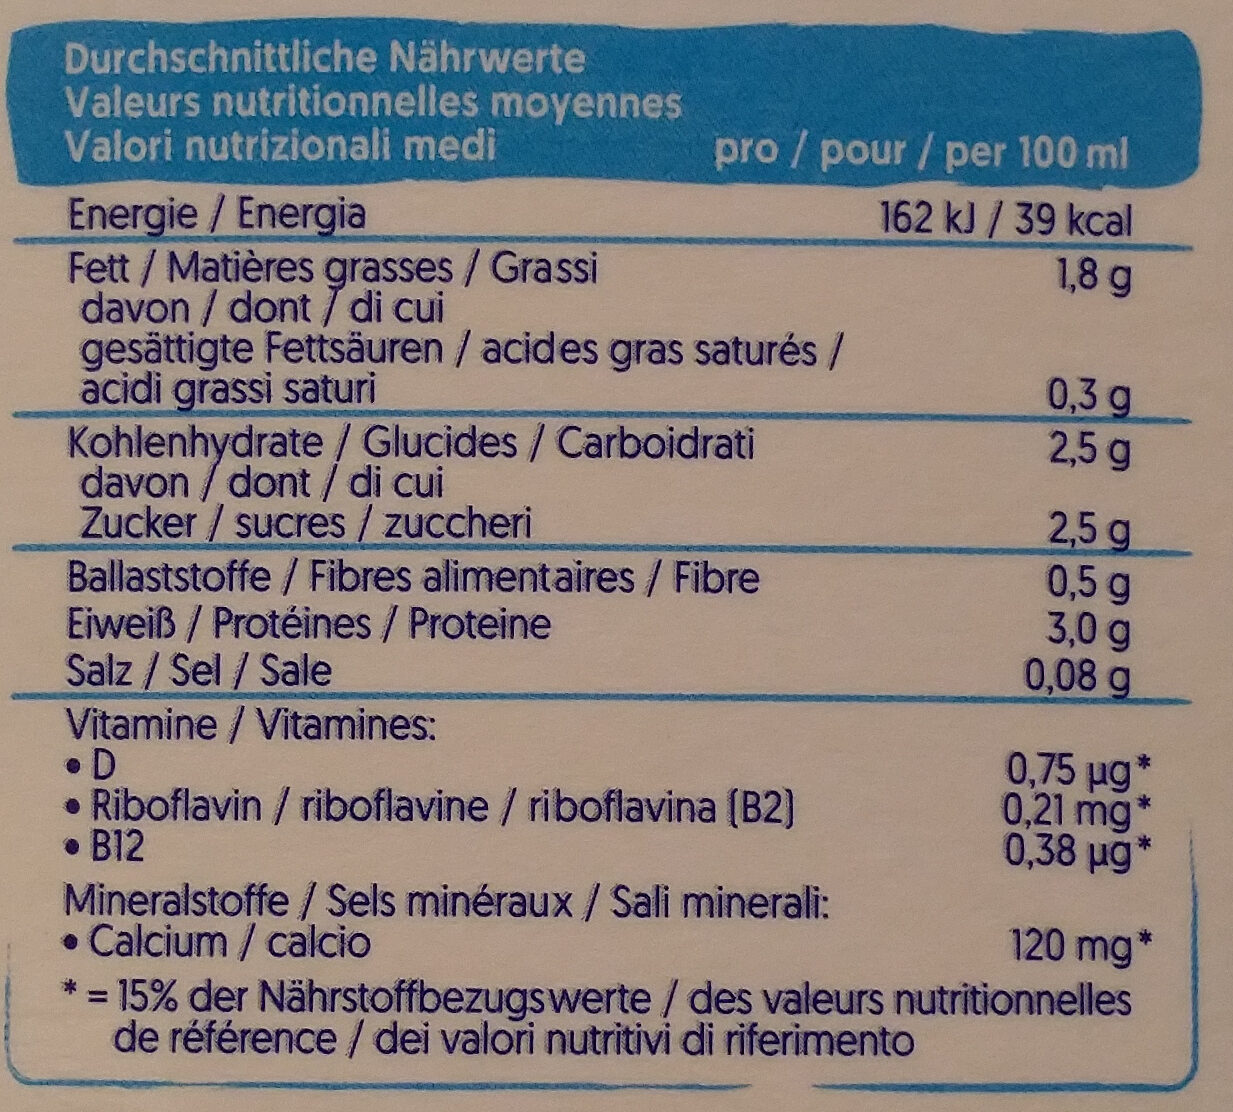 Durchschnittliche Nährwerte
Valeurs nutritionnelles moyennes
Valori nutrizionali medi pro / pour / per 100 ml
Energie / Energia 162 kJ / 39 kcal
Fett / Matières grasses / Grassi 1,8 g
davon / dont / di cui
gesättigte Fettsäuren / acides gras saturés /
acidi grassi saturi 0,3 g
Kohlenhydrate / Glucides / Carboidrati 2,5 g
davon / dont / di cui
Zucker / sucres / zuccheri 2,5 g
Ballaststoffe / Fibres alimentaires / Fibre 0,5 g
Eiweiß / Protéines / Proteine 3,0 g
Salz / Sel / Sale 0,08 g
Vitamine / Vitamines:
• D 0,75 µg*
• Riboflavin / riboflavine / riboflavina (B2) 0,21 mg*
• B12 0,38 µg*
Mineralstoffe / Sels minéraux / Sali minerali:
• Calcium / calcio 120 mg*
* = 15% der Nährstoffbezugswerte / des valeurs nutritionnelles
de référence / dei valori nutritivi di riferimento